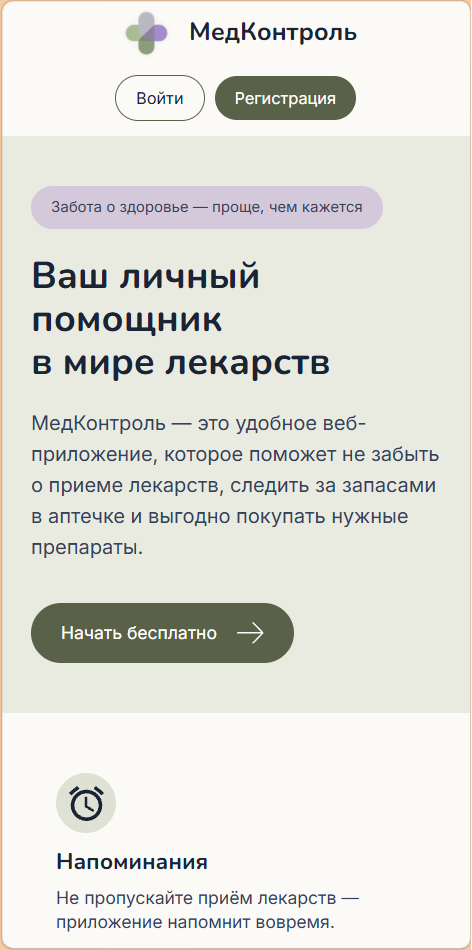 МедКонтроль
Войти
Регистрация
Забота о здоровье — проще, чем кажется
Ваш личный
помощник
в мире лекарств
МедКонтроль — это удобное веб-
приложение, которое поможет не забыть
о приеме лекарств, следить за запасами
в аптечке и выгодно покупать нужные
препараты.
Начать бесплатно
Напоминания
Не пропускайте приём лекарств —
приложение напомнит вовремя.